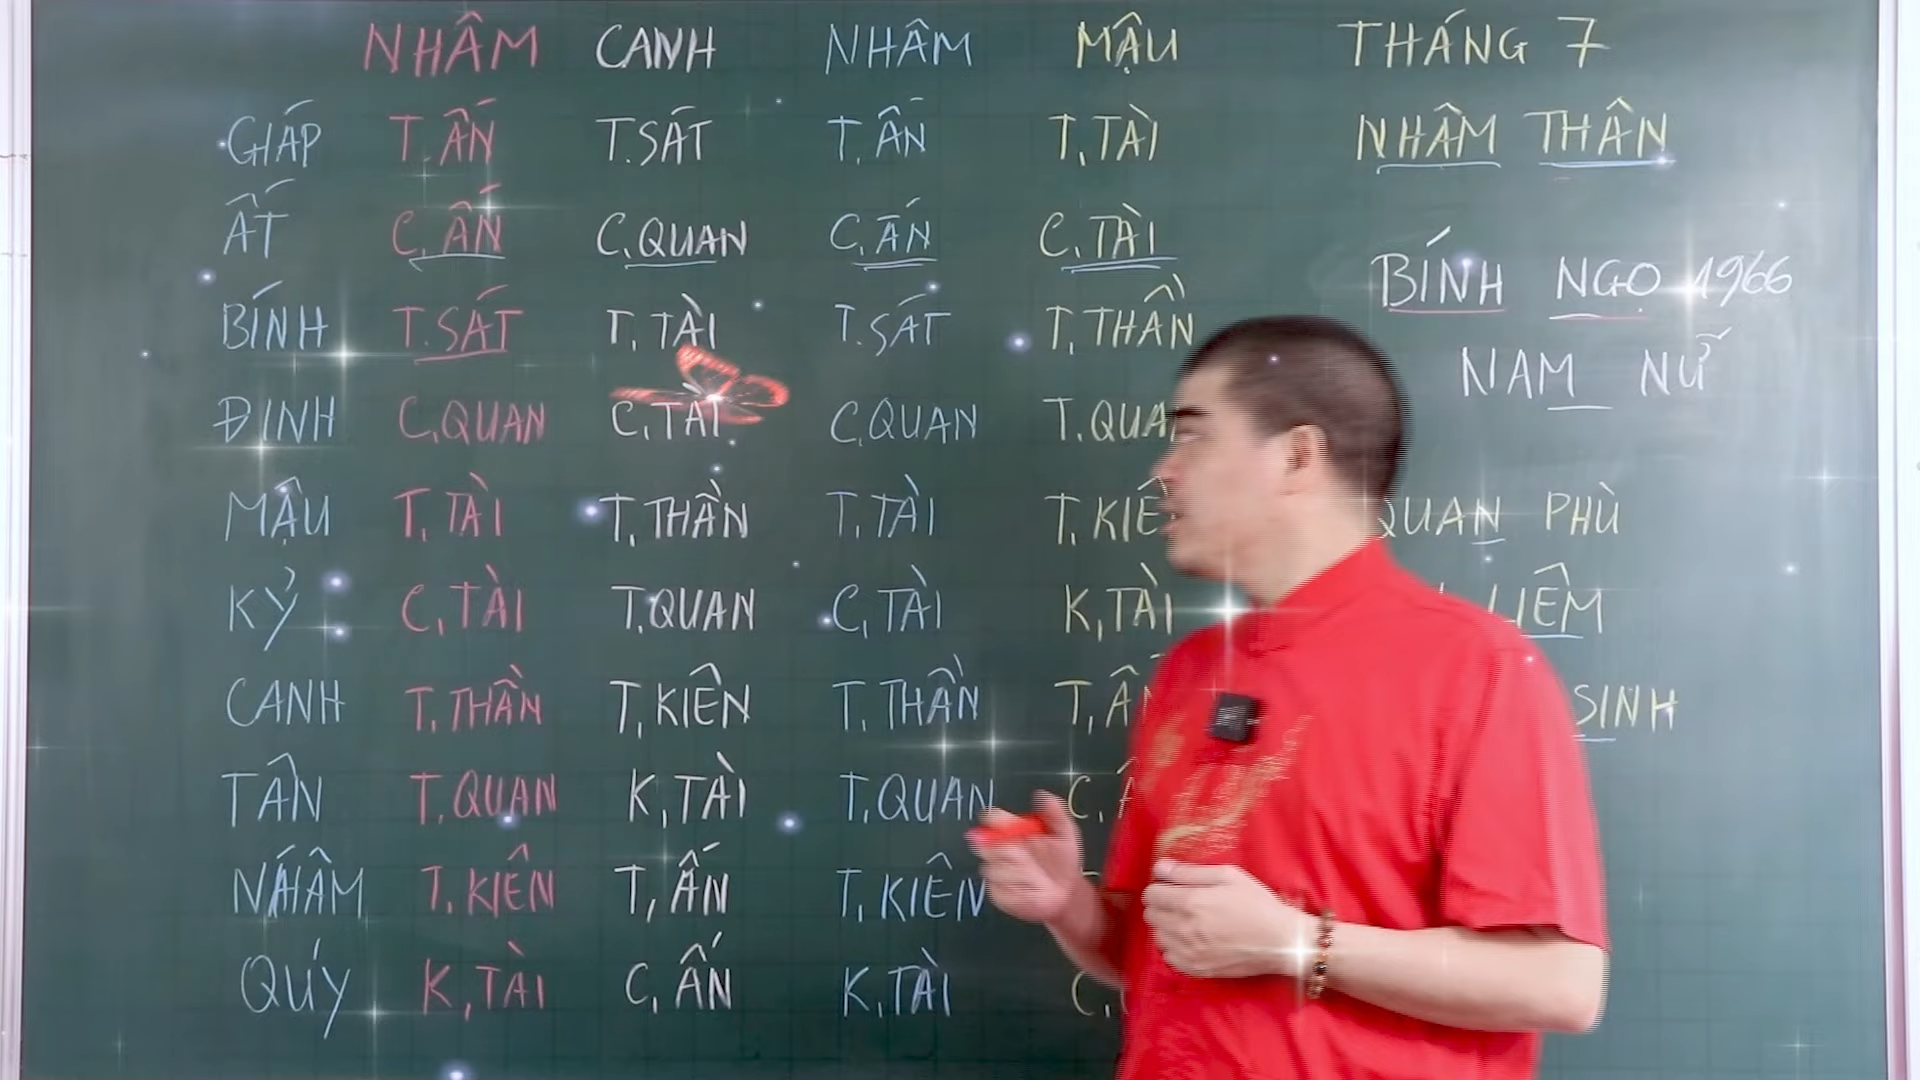 NHÂM CANH NHÂM MẬU THÁNG 7
GIÁP T.ẤN T.SÁT T.ẤN T.TÀI NHÂM THÂN
ẤT C.ẤN C.QUAN C.ẤN C.TÀI
BÍNH NGỌ 1966
BÍNH T.SÁT T.TÀI T.SÁT T.THẦN
NAM NỮ
ĐINH C.QUAN C.TÀI C.QUAN
MẬU T.TÀI T.THẦN T.TÀI QUAN PHÙ
KỶ C.TÀI T.QUAN C.TÀI K.TÀI LIÊM
CANH T.THẦN T.KIÊN T.THẦN SINH
TÂN T.QUAN K.TÀI T.QUAN
NHÂM T.KIÊN T.ẤN T.KIÊN
QUÝ K.TÀI C.ẤN K.TÀI